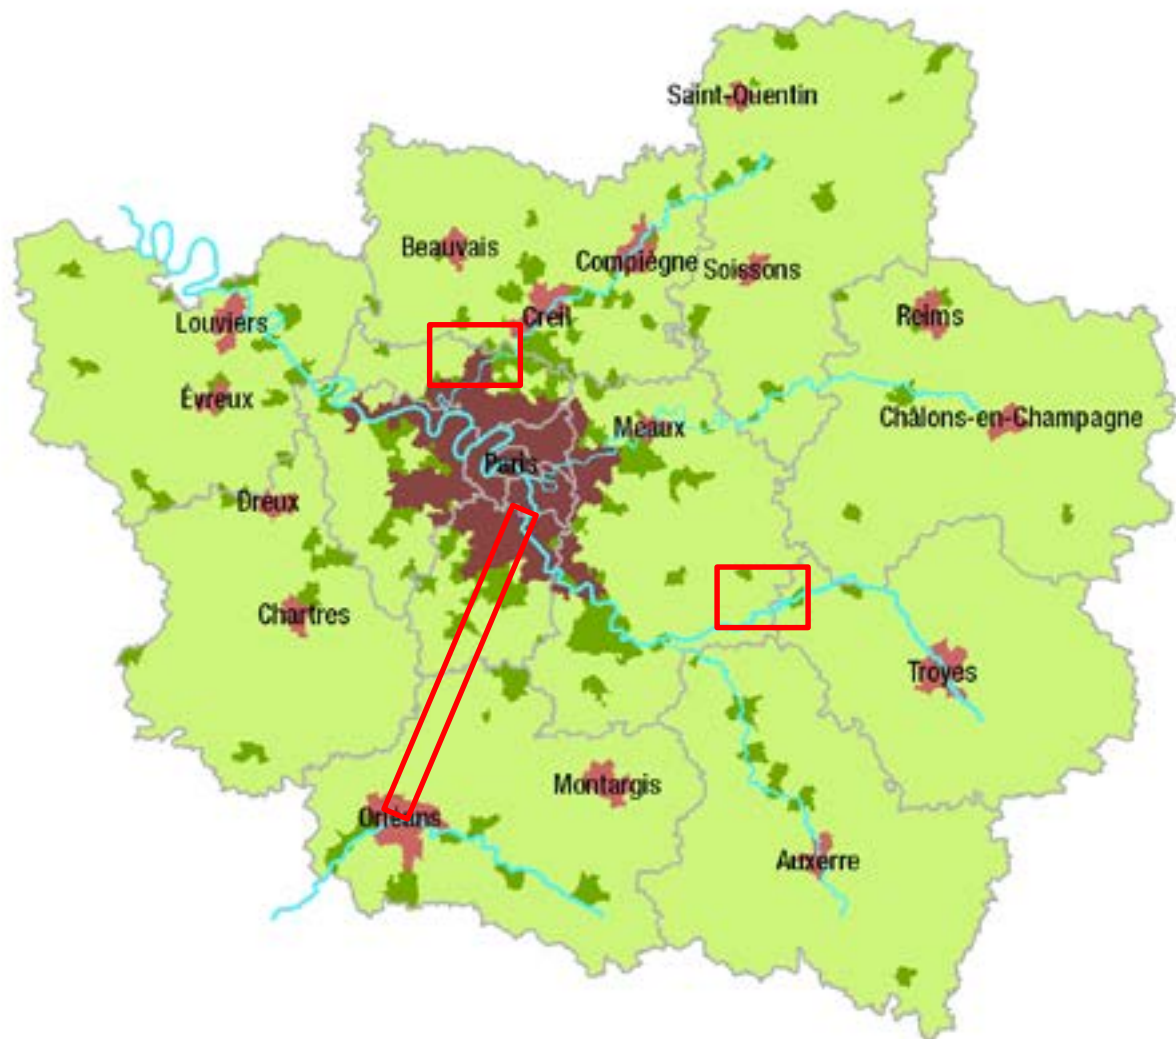 Saint-Quentin
Beauvais
Compiégne
Soissons
Louviers
Creil
Reims
Évreux
Meaux
Châlons-en-Champagne
Paris
Dreux
Chartres
Troyes
Montargis
Orléans
Auxerre